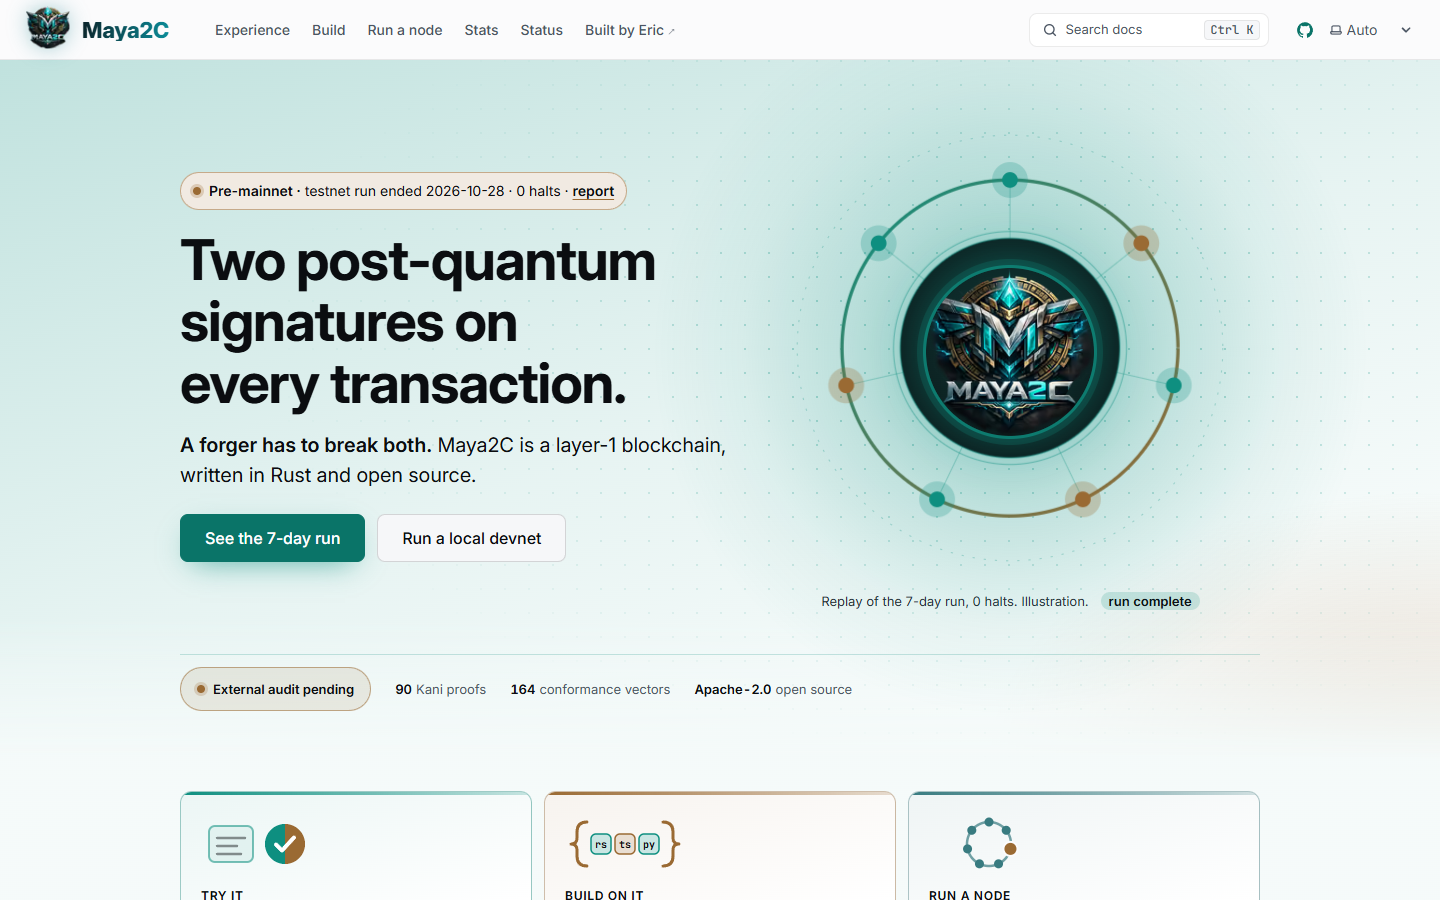 Maya2C
Experience
Build
Run a node
Stats
Status
Built by Eric ↗
Search docs
Ctrl K
Auto
Pre-mainnet · testnet run ended 2026-10-28 · 0 halts · report
Two post-quantum
signatures on
every transaction.
A forger has to break both. Maya2C is a layer-1 blockchain,
written in Rust and open source.
See the 7-day run
Run a local devnet
MAYA2C
Replay of the 7-day run, 0 halts. Illustration.
run complete
External audit pending
90 Kani proofs
164 conformance vectors
Apache-2.0 open source
rs
ts
py
TRY IT
BUILD ON IT
RUN A NODE